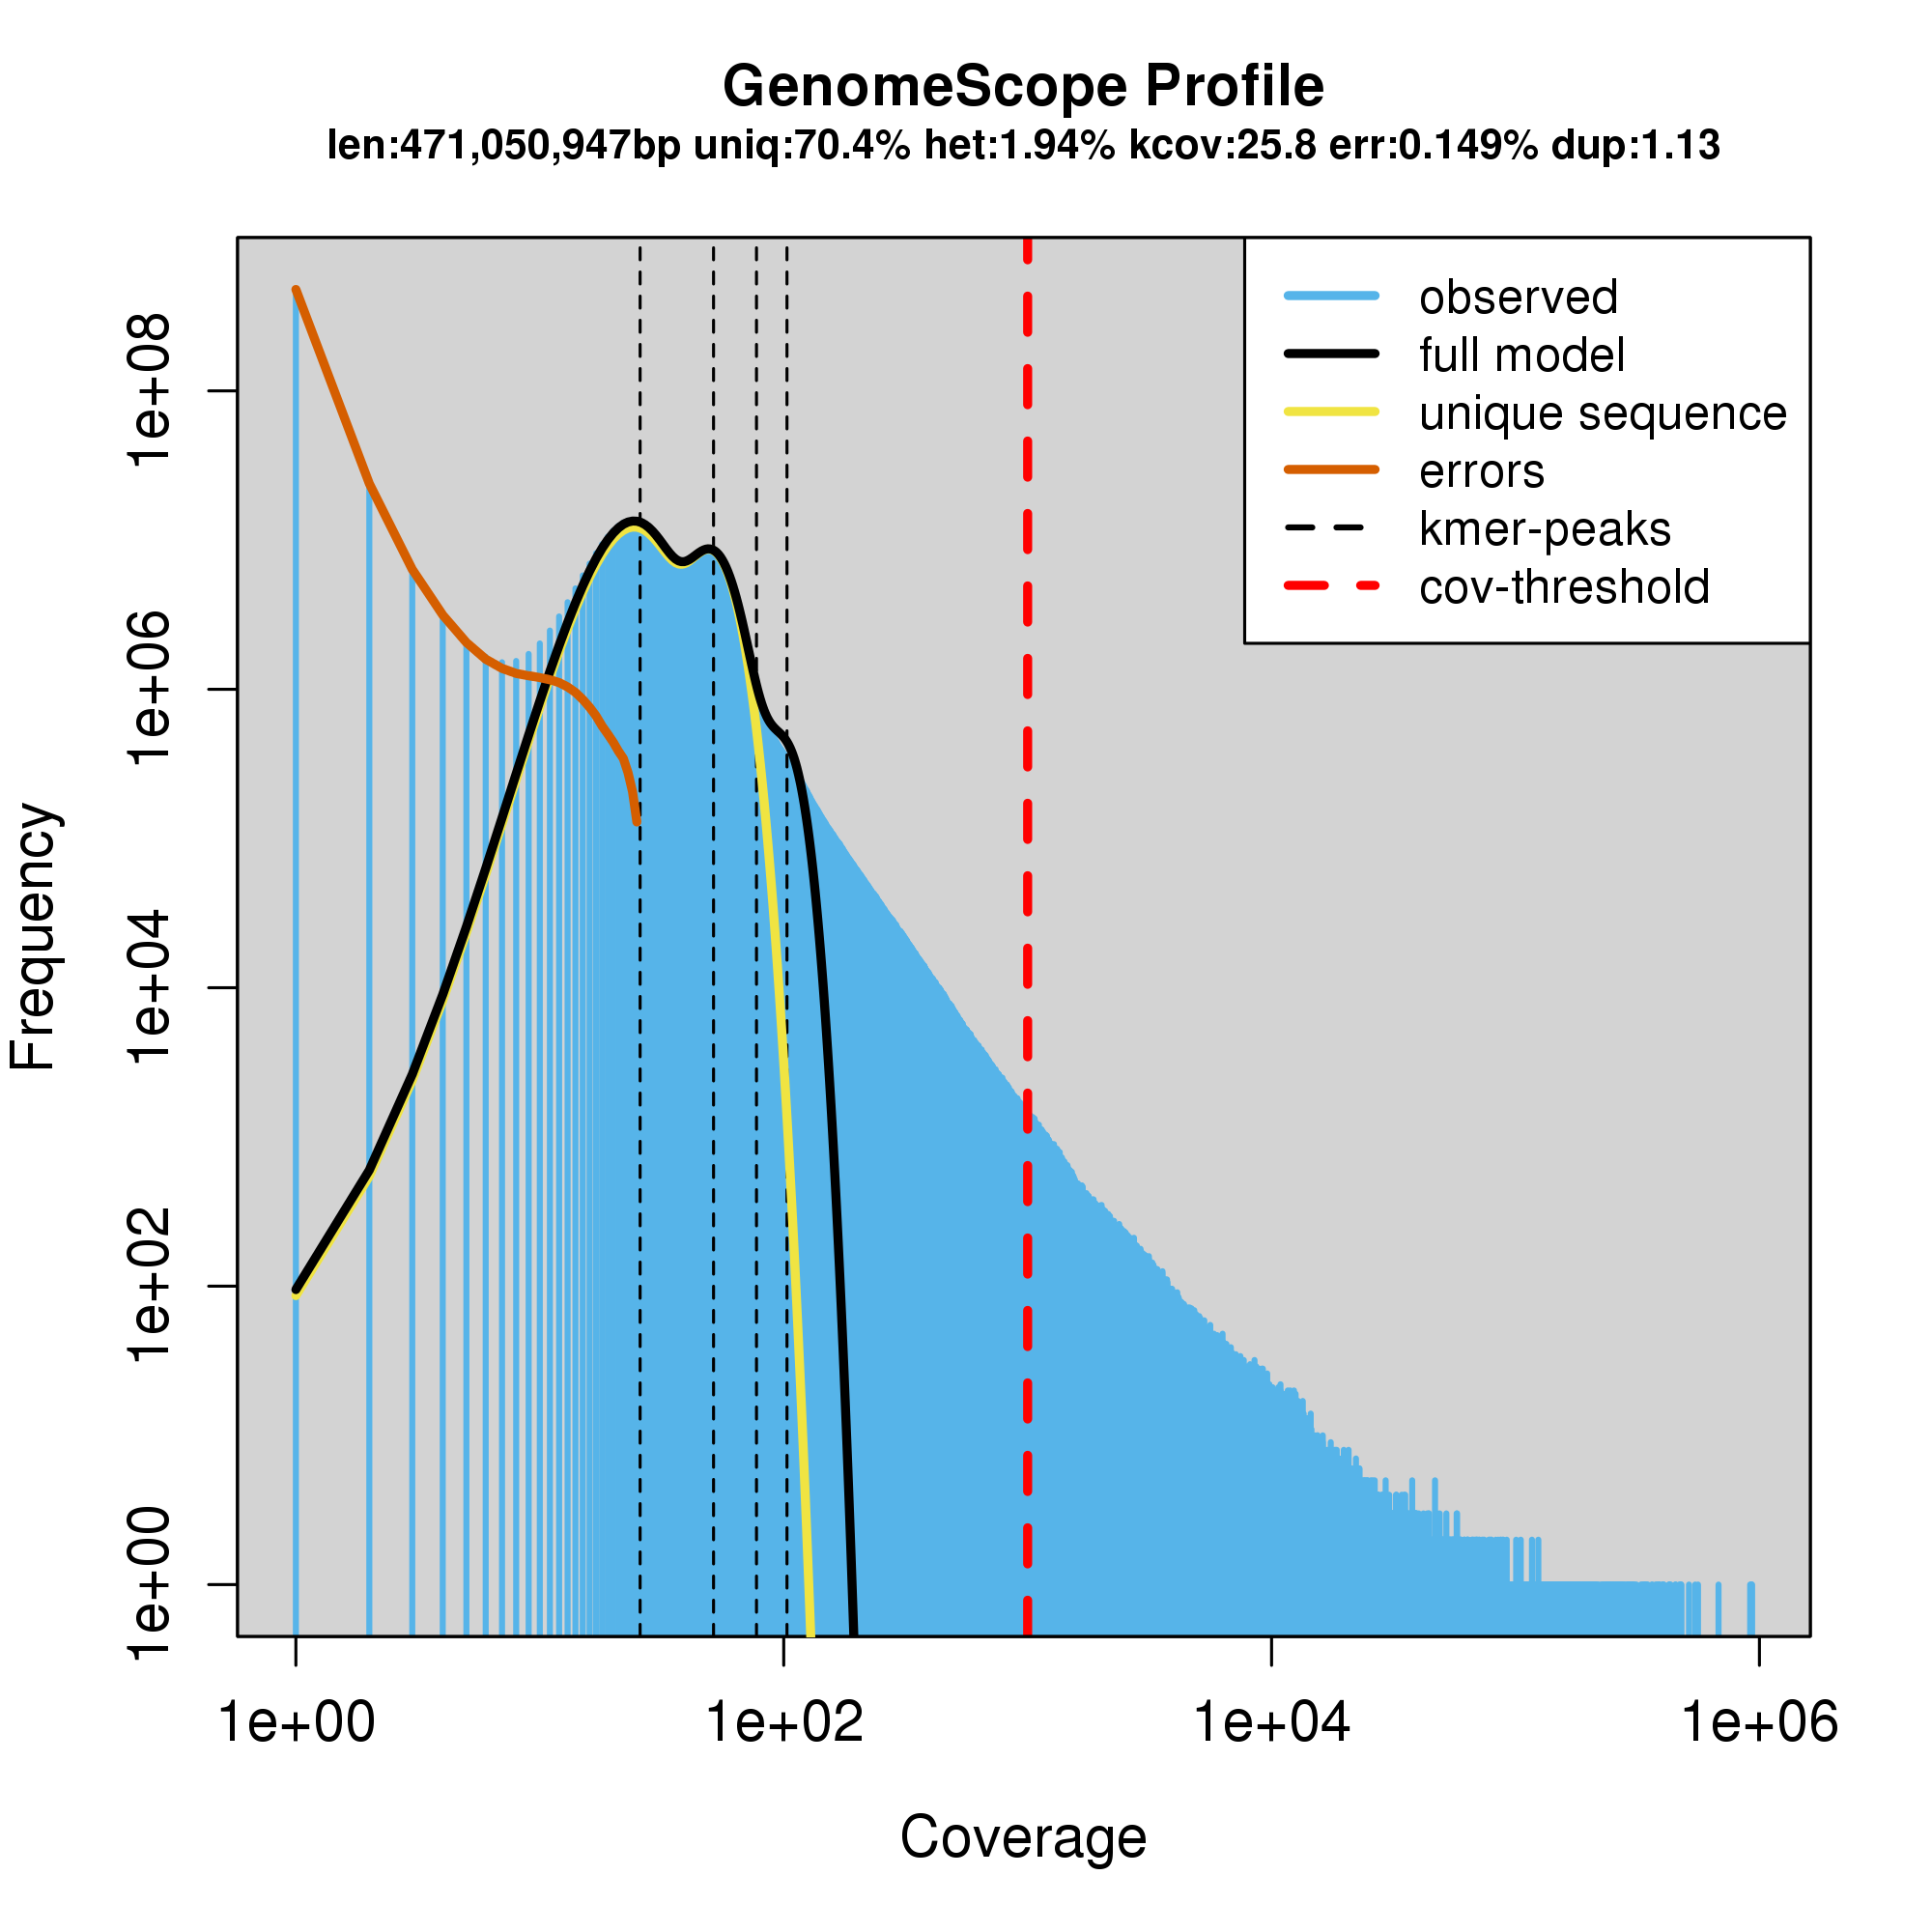 GenomeScope Profile
len:471,050,947bp uniq:70.4% het:1.94% kcov:25.8 err:0.149% dup:1.13
observed
full model
unique sequence
errors
kmer-peaks
cov-threshold
Frequency
1e+08
1e+06
1e+04
1e+02
1e+00
1e+00 1e+02 1e+04 1e+06
Coverage